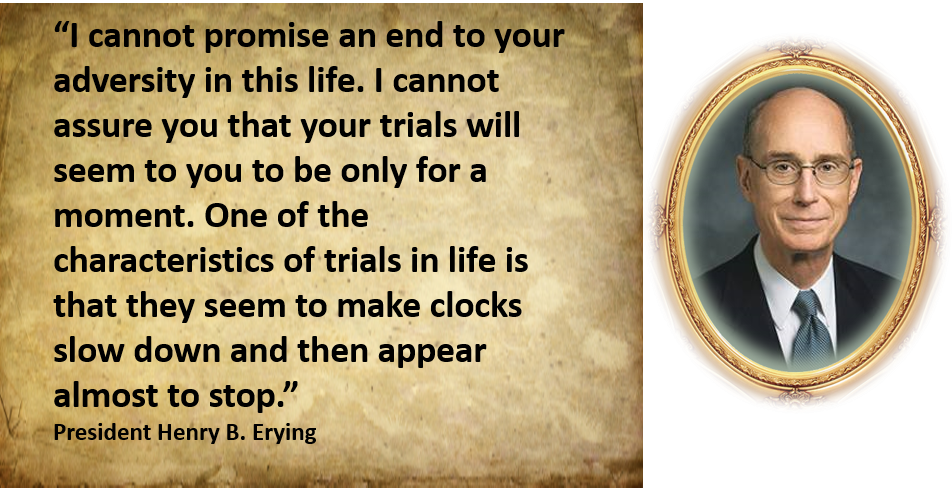 “I cannot promise an end to your
adversity in this life. I cannot
assure you that your trials will
seem to you to be only for a
moment. One of the
characteristics of trials in life is
that they seem to make clocks
slow down and then appear
almost to stop.”
President Henry B. Erying